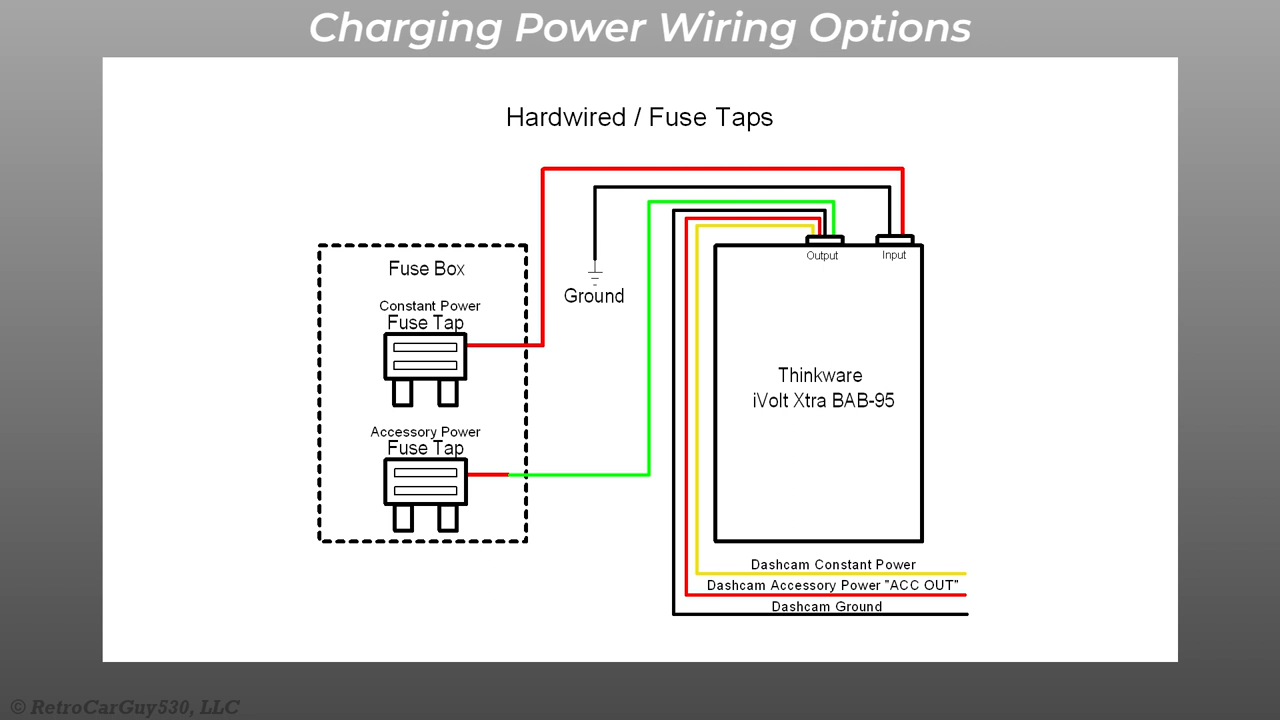 Charging Power Wiring Options
Hardwired / Fuse Taps
Fuse Box
Constant Power
Fuse Tap
Accessory Power
Fuse Tap
Ground
Output
Input
Thinkware
iVolt Xtra BAB-95
Dashcam Constant Power
Dashcam Accessory Power "ACC OUT"
Dashcam Ground
© RetroCarGuy530, LLC